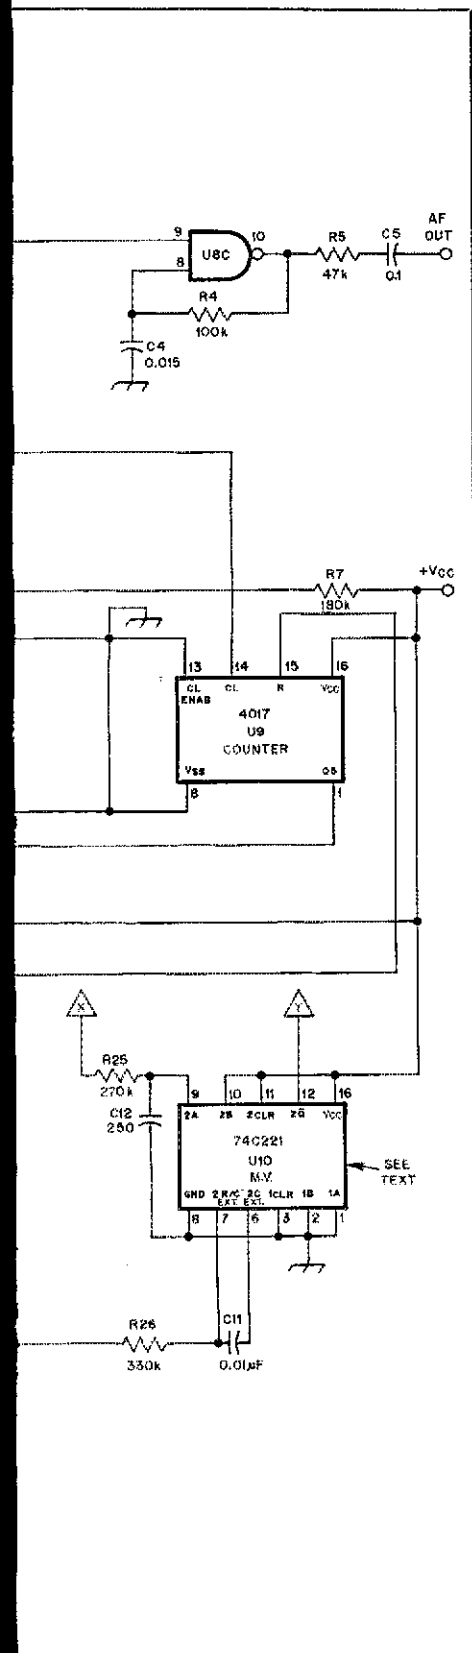 AF
OUT
9
8
U8C
10
R5
47k
C5
0.1
R4
100k
C4
0.015
+VCC
R7
180k
13
14
15
16
CL
ENAB
CL
R
VCC
4017
U9
COUNTER
VSS
8
1
X
Y
R25
270k
C12
250
9
10
11
12
16
2A
2B
2CLR
2Q
VCC
74C221
U10
M.V.
SEE
TEXT
GND
2R/C
EXT.
2C
EXT.
1CLR
1B
1A
8
7
6
3
2
1
R26
330k
C11
0.01µF